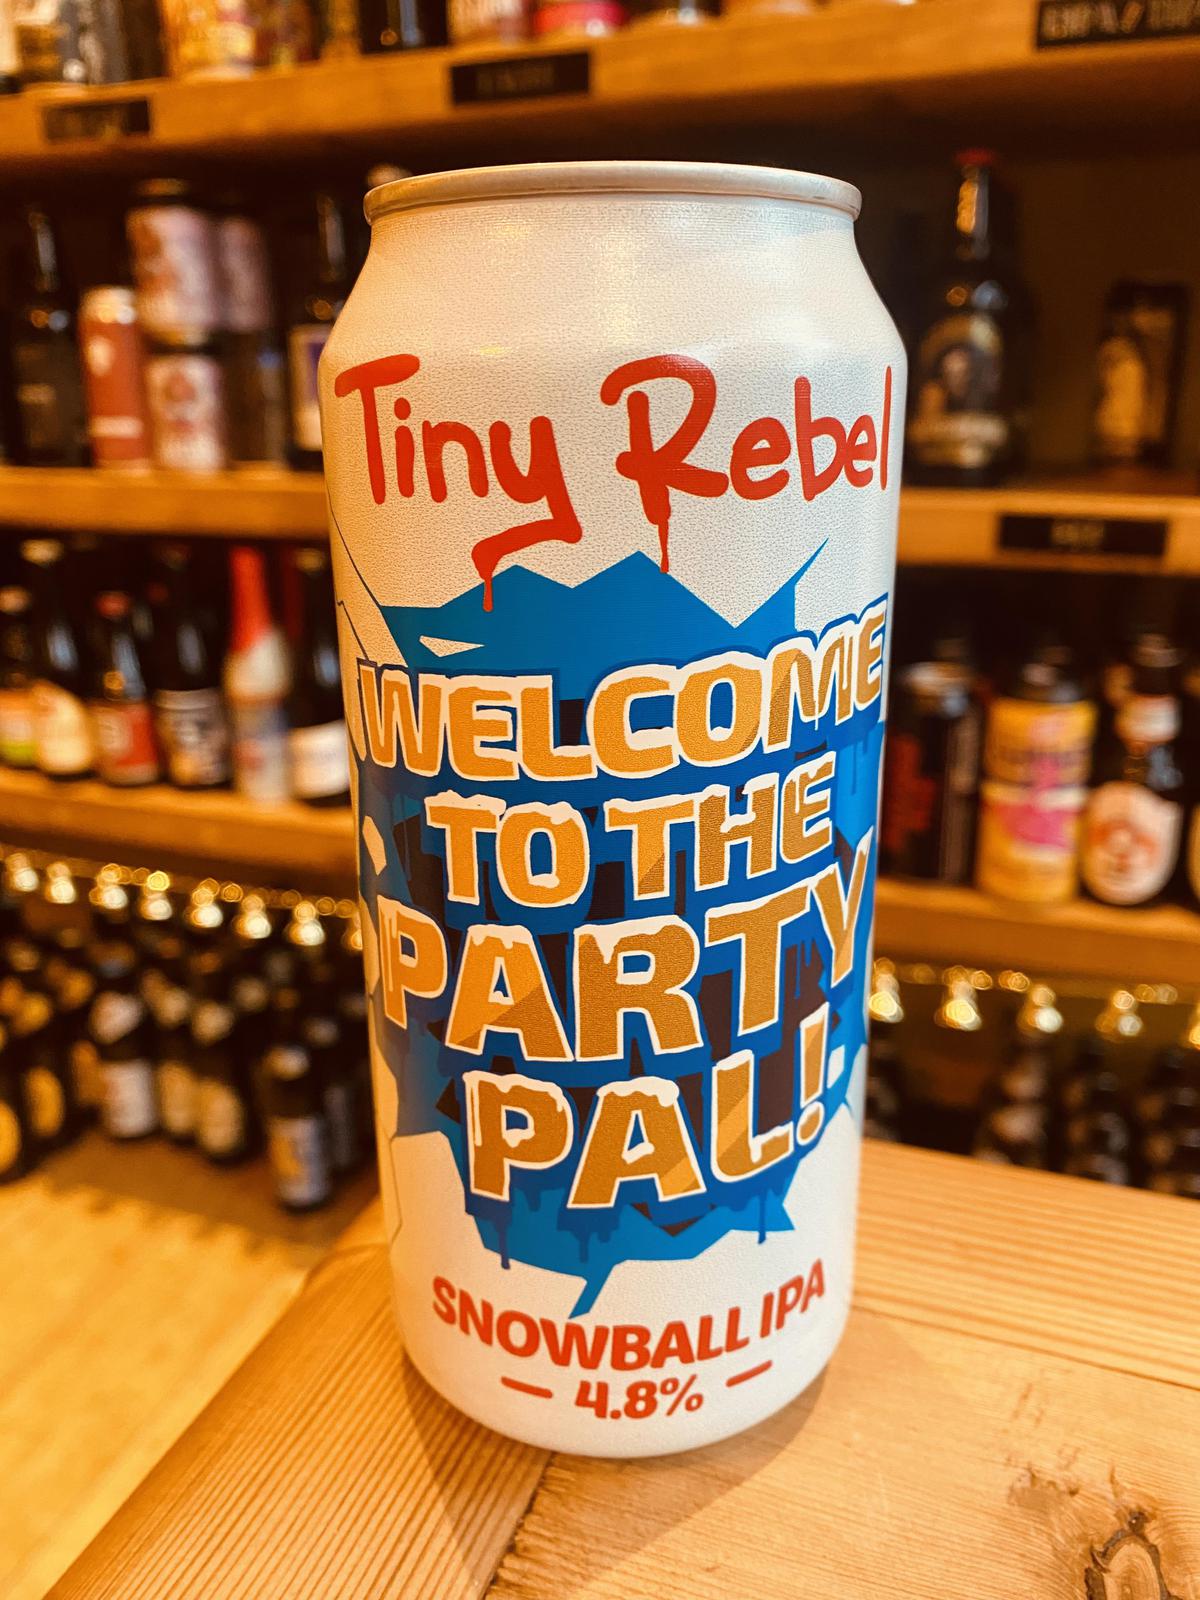 Tiny Rebel
WELCOME
TO THE
PARTY
PAL!
SNOWBALL IPA
— 4.8% —